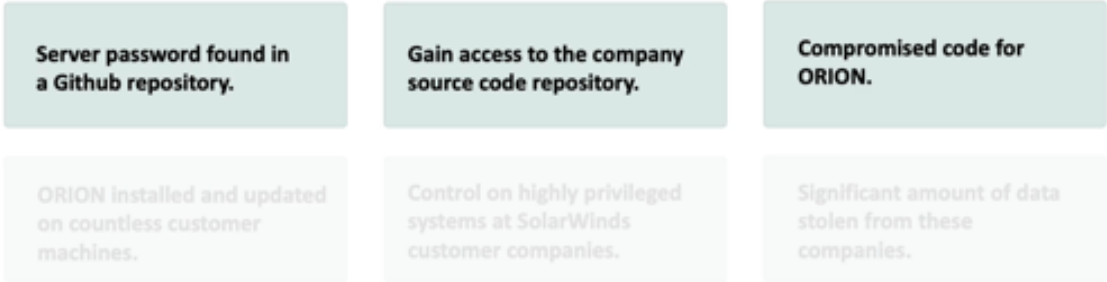 Server password found in
a Github repository.
Gain access to the company
source code repository.
Compromised code for
ORION.
ORION installed and updated
on countless customer
machines.
Control on highly privileged
systems at SolarWinds
customer companies.
Significant amount of data
stolen from these
companies.